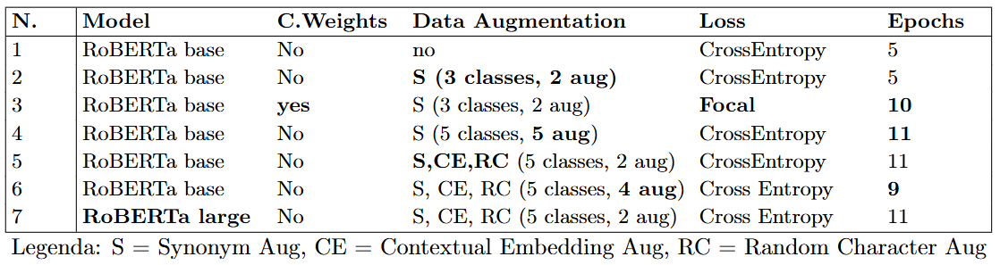 N. Model C.Weights Data Augmentation Loss Epochs
1 RoBERTa base No no CrossEntropy 5
2 RoBERTa base No S (3 classes, 2 aug) CrossEntropy 5
3 RoBERTa base yes S (3 classes, 2 aug) Focal 10
4 RoBERTa base No S (5 classes, 5 aug) CrossEntropy 11
5 RoBERTa base No S,CE,RC (5 classes, 2 aug) CrossEntropy 11
6 RoBERTa base No S, CE, RC (5 classes, 4 aug) Cross Entropy 9
7 RoBERTa large No S, CE, RC (5 classes, 2 aug) Cross Entropy 11
Legenda: S = Synonym Aug, CE = Contextual Embedding Aug, RC = Random Character Aug